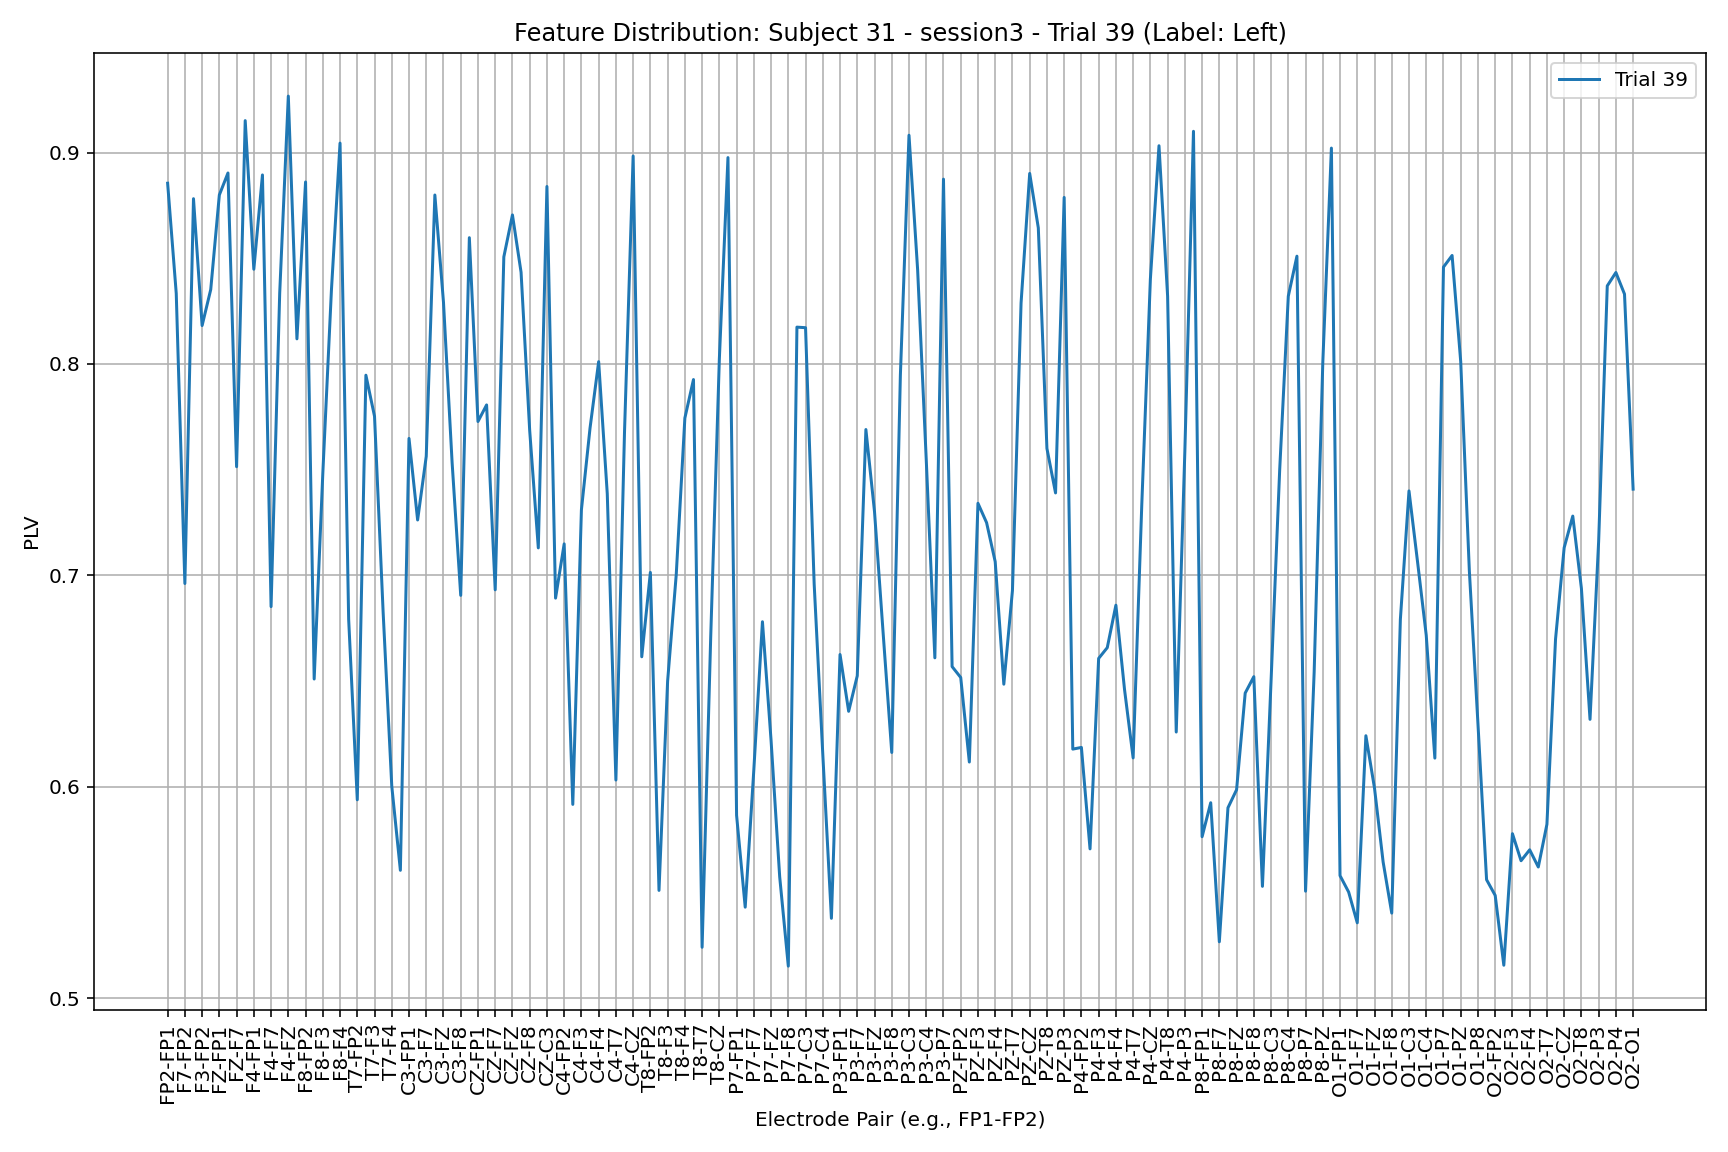 Feature Distribution: Subject 31 - session3 - Trial 39 (Label: Left)
Trial 39
0.9
0.8
0.7
0.6
0.5
PLV
FP2-FP1
F7-FP2
F3-FP2
FZ-FP1
FZ-F7
F4-FP1
F4-F7
F4-FZ
F8-FP2
F8-F3
F8-F4
T7-FP2
T7-F3
T7-F4
C3-FP1
C3-F7
C3-FZ
C3-F8
CZ-FP1
CZ-F7
CZ-FZ
CZ-F8
CZ-C3
C4-FP2
C4-F3
C4-F4
C4-T7
C4-CZ
T8-FP2
T8-F3
T8-F4
T8-T7
T8-CZ
P7-FP1
P7-F7
P7-FZ
P7-F8
P7-C3
P7-C4
P3-FP1
P3-F7
P3-FZ
P3-F8
P3-C3
P3-C4
P3-P7
PZ-FP2
PZ-F3
PZ-F4
PZ-T7
PZ-CZ
PZ-T8
PZ-P3
P4-FP2
P4-F3
P4-F4
P4-T7
P4-CZ
P4-T8
P4-P3
P8-FP1
P8-F7
P8-FZ
P8-F8
P8-C3
P8-C4
P8-P7
P8-PZ
O1-FP1
O1-F7
O1-FZ
O1-F8
O1-C3
O1-C4
O1-P7
O1-PZ
O1-P8
O2-FP2
O2-F3
O2-F4
O2-T7
O2-CZ
O2-T8
O2-P3
O2-P4
O2-O1
Electrode Pair (e.g., FP1-FP2)